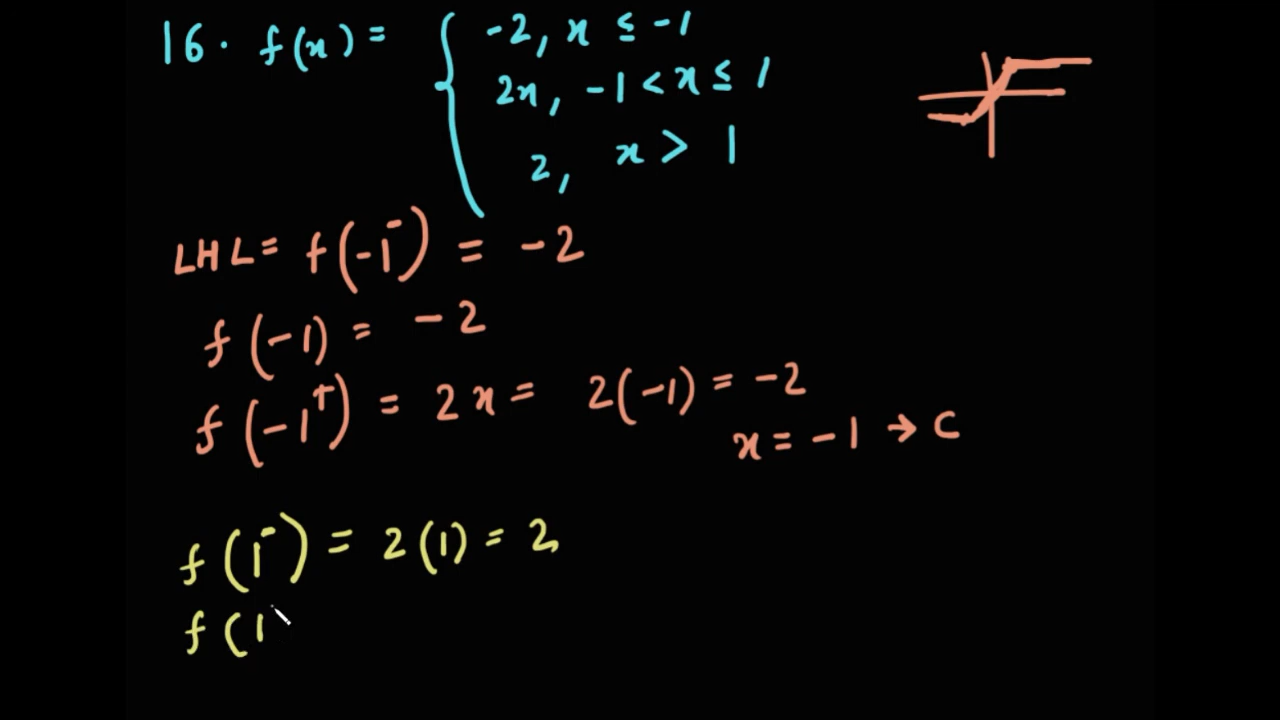 16. f(x) = { -2, x ≤ -1
2x, -1 < x ≤ 1
2, x > 1
LHL = f(-1⁻) = -2
f(-1) = -2
f(-1⁺) = 2x = 2(-1) = -2
x = -1 → C
f(1⁻) = 2(1) = 2
f(1